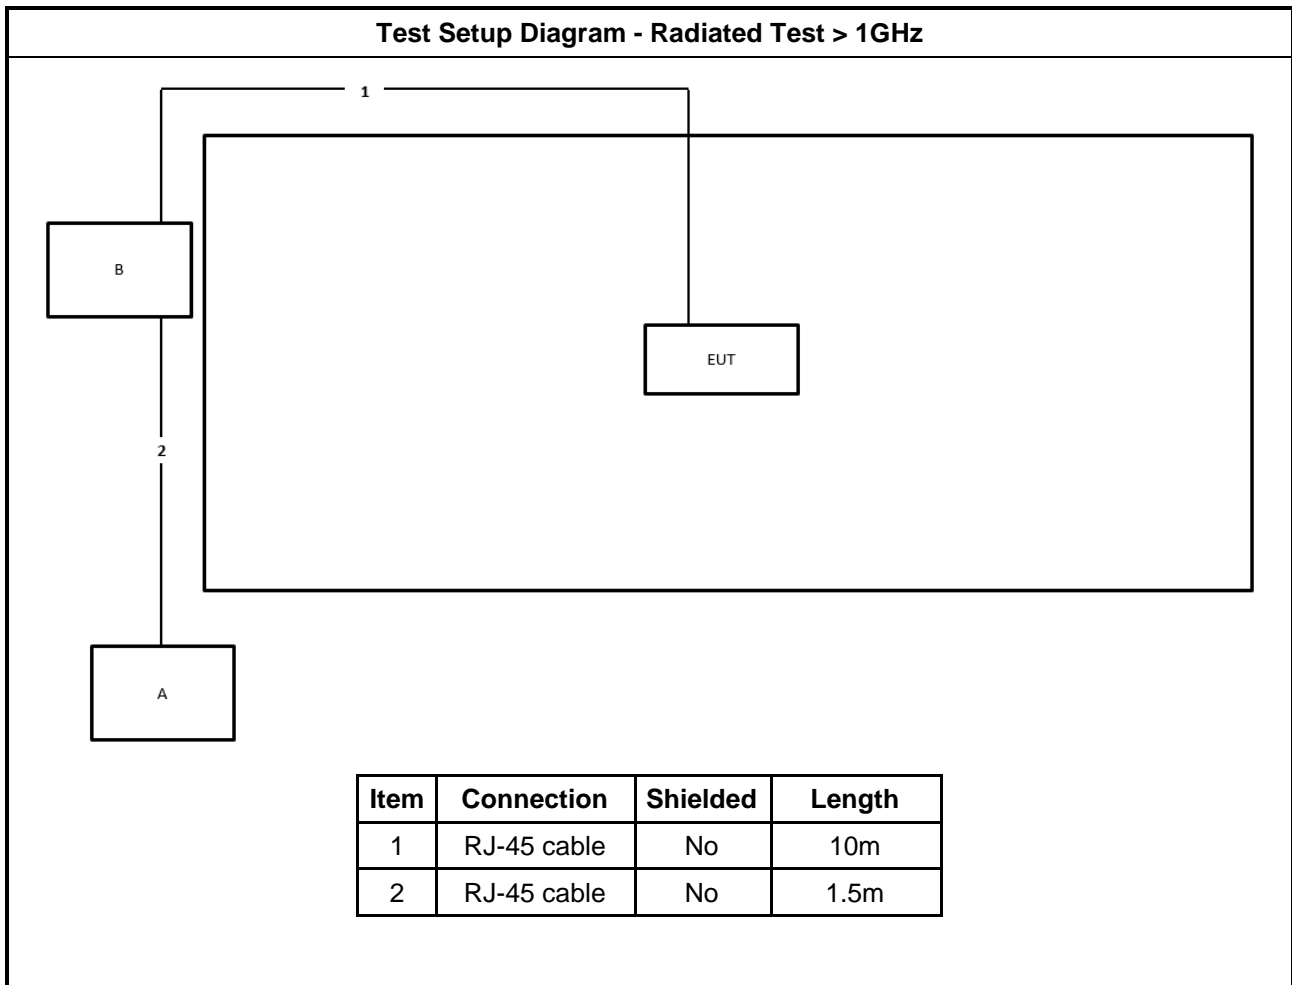 Test Setup Diagram - Radiated Test > 1GHz
1
B
EUT
2
A
Item Connection Shielded Length
1 RJ-45 cable No 10m
2 RJ-45 cable No 1.5m